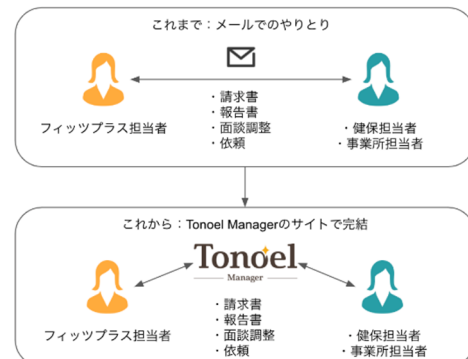 これまで：メールでのやりとり
・請求書
・報告書
・面談調整
・依頼
フィッツプラス担当者
・健保担当者
・事業所担当者
これから：Tonoel Managerのサイトで完結
Tonoel
Manager
・請求書
・報告書
・面談調整
・依頼
フィッツプラス担当者
・健保担当者
・事業所担当者